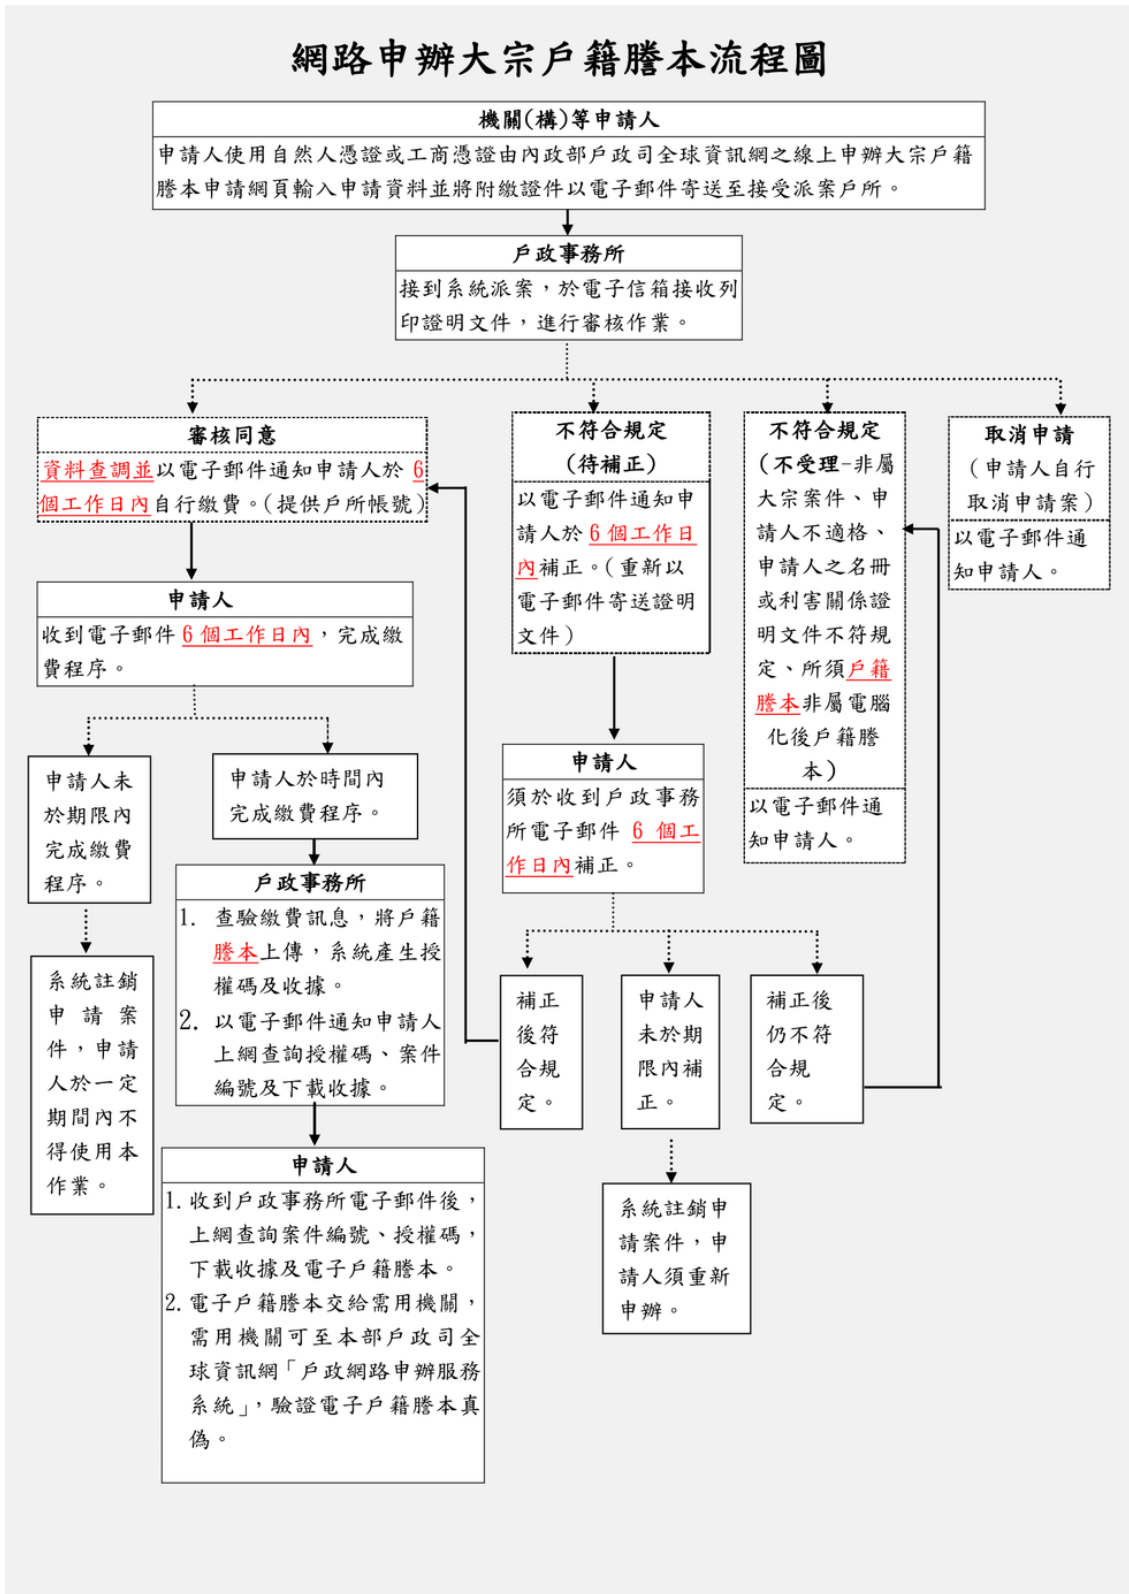 網路申辦大宗戶籍謄本流程圖
機關(構)等申請人
申請人使用自然人憑證或工商憑證由內政部戶政司全球資訊網之線上申辦大宗戶籍
謄本申請網頁輸入申請資料並將附繳證件以電子郵件寄送至接受派案戶所。
戶政事務所
接到系統派案，於電子信箱接收列
印證明文件，進行審核作業。
審核同意
資料查調並以電子郵件通知申請人於 6
個工作日內自行繳費。(提供戶所帳號)
不符合規定
(待補正)
以電子郵件通知申
請人於 6 個工作日
內補正。(重新以
電子郵件寄送證明
文件)
不符合規定
(不受理-非屬
大宗案件、申
請人不適格、
申請人之名冊
或利害關係證
明文件不符規
定、所須戶籍
謄本非屬電腦
化後戶籍謄
本)
以電子郵件通
知申請人。
取消申請
(申請人自行
取消申請案)
以電子郵件通
知申請人。
申請人
收到電子郵件 6 個工作日內，完成繳
費程序。
申請人未
於期限內
完成繳費
程序。
申請人於時間內
完成繳費程序。
申請人
須於收到戶政事務
所電子郵件 6 個工
作日內補正。
戶政事務所
1. 查驗繳費訊息，將戶籍
謄本上傳，系統產生授
權碼及收據。
2. 以電子郵件通知申請人
上網查詢授權碼、案件
編號及下載收據。
系統註銷
申請案
件，申請
人於一定
期間內不
得使用本
作業。
補正
後符
合規
定。
申請人
未於期
限內補
正。
補正後
仍不符
合規
定。
申請人
1. 收到戶政事務所電子郵件後，
上網查詢案件編號、授權碼，
下載收據及電子戶籍謄本。
2. 電子戶籍謄本交給需用機關，
需用機關可至本部戶政司全
球資訊網「戶政網路申辦服務
系統」，驗證電子戶籍謄本真
偽。
系統註銷申
請案件，申
請人須重新
申辦。